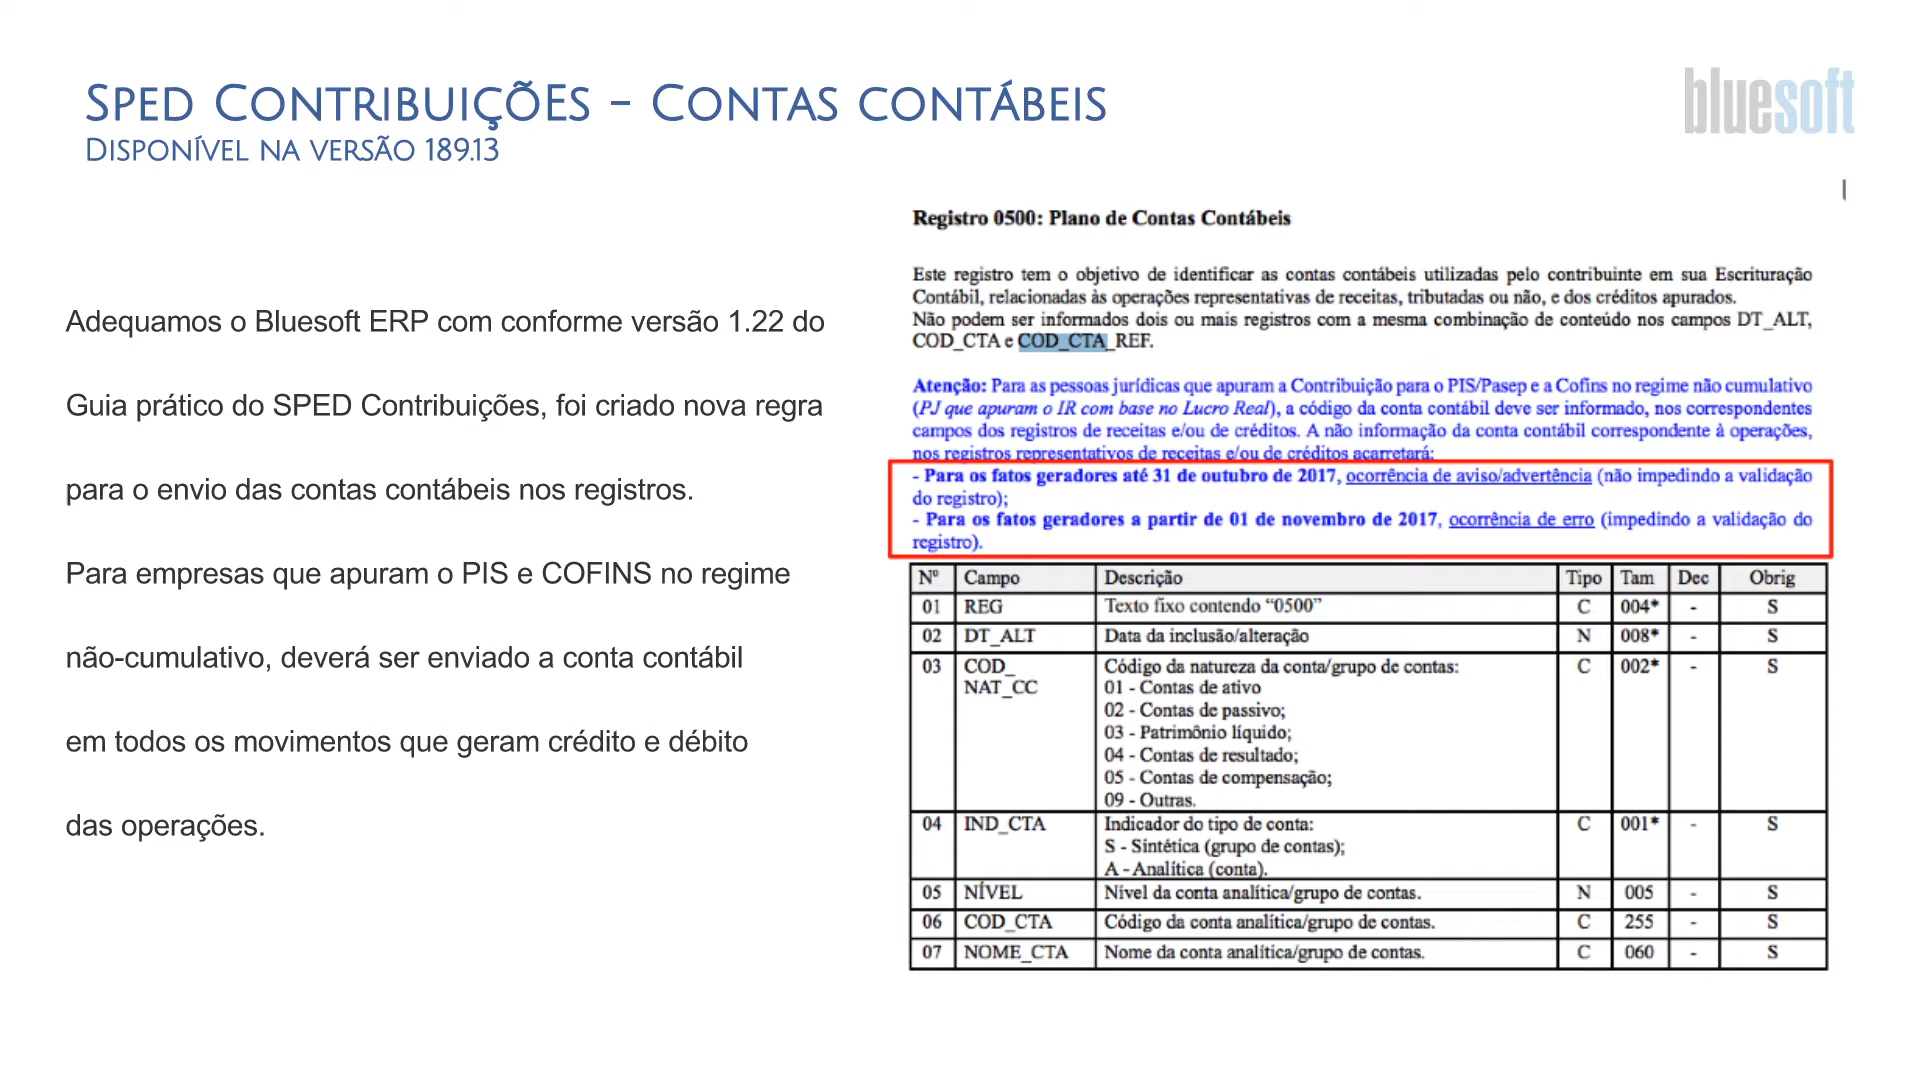 Sped Contribuições - Contas contábeis
Disponível na versão 189.13
bluesoft
Adequamos o Bluesoft ERP com conforme versão 1.22 do
Guia prático do SPED Contribuições, foi criado nova regra
para o envio das contas contábeis nos registros.
Para empresas que apuram o PIS e COFINS no regime
não-cumulativo, deverá ser enviado a conta contábil
em todos os movimentos que geram crédito e débito
das operações.
Registro 0500: Plano de Contas Contábeis
Este registro tem o objetivo de identificar as contas contábeis utilizadas pelo contribuinte em sua Escrituração
Contábil, relacionadas às operações representativas de receitas, tributadas ou não, e dos créditos apurados.
Não podem ser informados dois ou mais registros com a mesma combinação de conteúdo nos campos DT_ALT,
COD_CTA e COD_CTA_REF.
Atenção: Para as pessoas jurídicas que apuram a Contribuição para o PIS/Pasep e a Cofins no regime não cumulativo
(PJ que apuram o IR com base no Lucro Real), a código da conta contábil deve ser informado, nos correspondentes
campos dos registros de receitas e/ou de créditos. A não informação da conta contábil correspondente à operações,
nos registros representativos de receitas e/ou de créditos acarretará:
- Para os fatos geradores até 31 de outubro de 2017, ocorrência de aviso/advertência (não impedindo a validação
do registro);
- Para os fatos geradores a partir de 01 de novembro de 2017, ocorrência de erro (impedindo a validação do
registro).
Nº Campo Descrição Tipo Tam Dec Obrig
01 REG Texto fixo contendo “0500” C 004* - S
02 DT_ALT Data da inclusão/alteração N 008* - S
03 COD_ Código da natureza da conta/grupo de contas: C 002* - S
NAT_CC 01 - Contas de ativo
02 - Contas de passivo;
03 - Patrimônio líquido;
04 - Contas de resultado;
05 - Contas de compensação;
09 - Outras.
04 IND_CTA Indicador do tipo de conta: C 001* - S
S - Sintética (grupo de contas);
A - Analítica (conta).
05 NÍVEL Nível da conta analítica/grupo de contas. N 005 - S
06 COD_CTA Código da conta analítica/grupo de contas. C 255 - S
07 NOME_CTA Nome da conta analítica/grupo de contas. C 060 - S